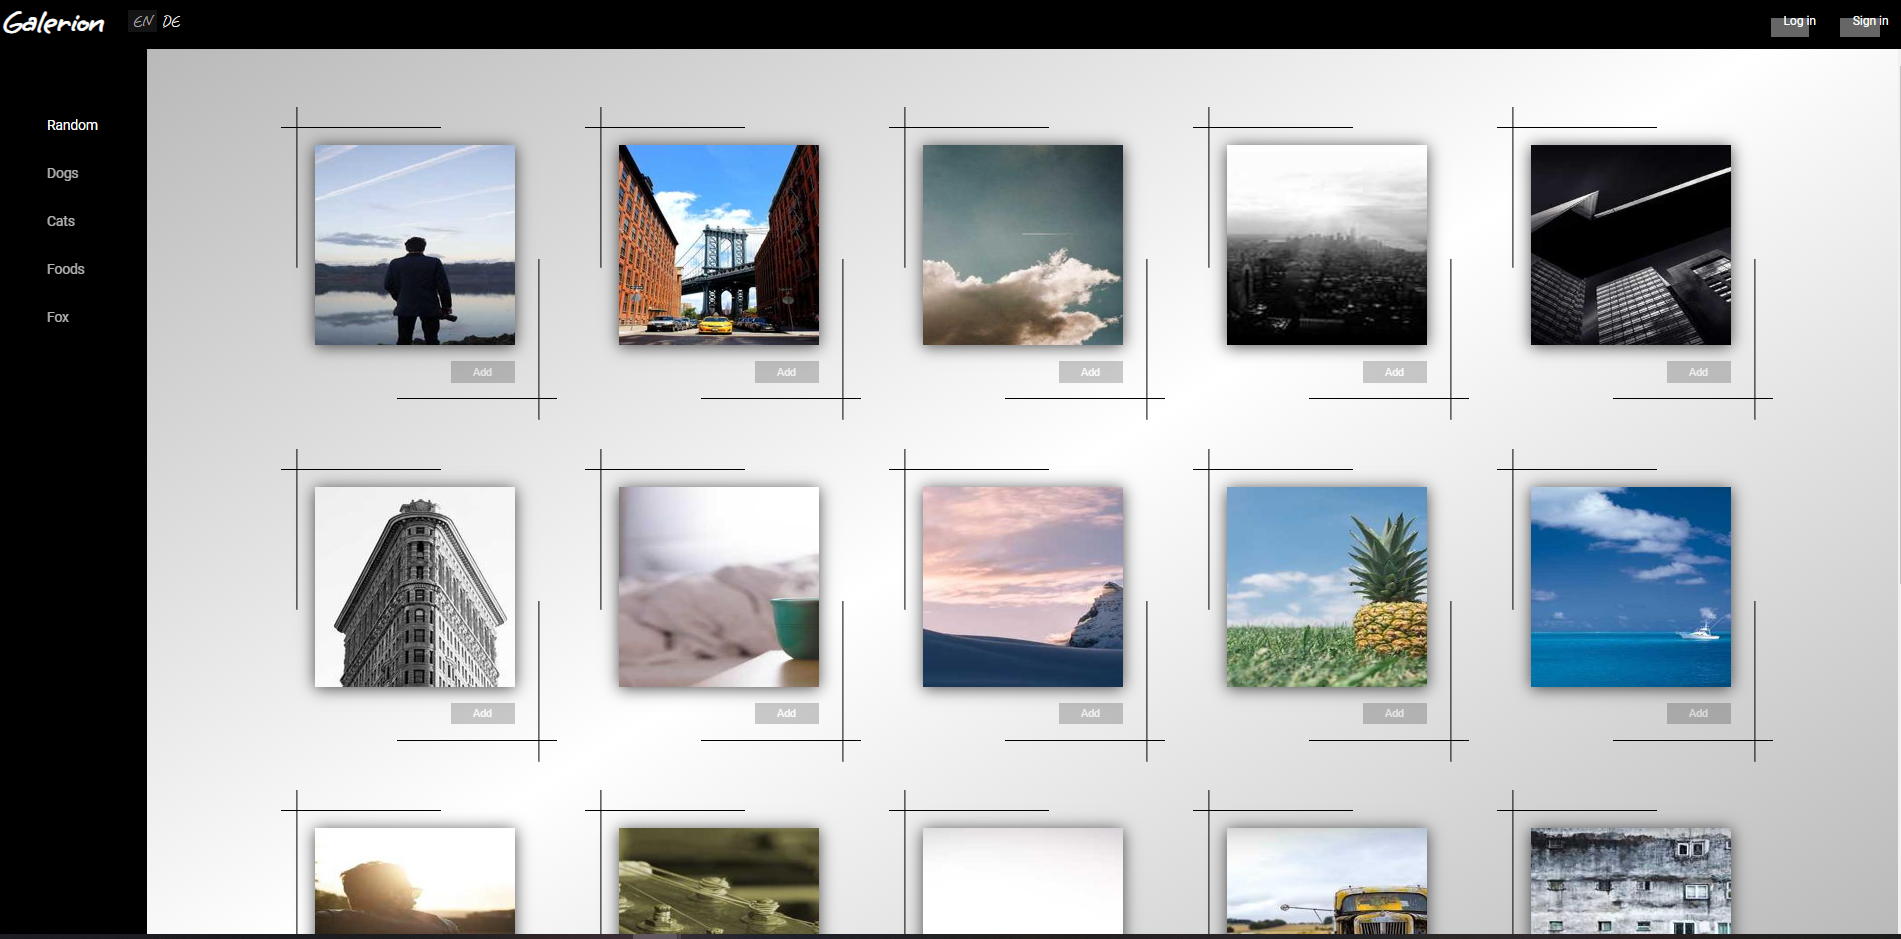 Galerion EN DE Log in Sign in
Random
Dogs
Cats
Foods
Fox
Add Add Add Add Add
Add Add Add Add Add